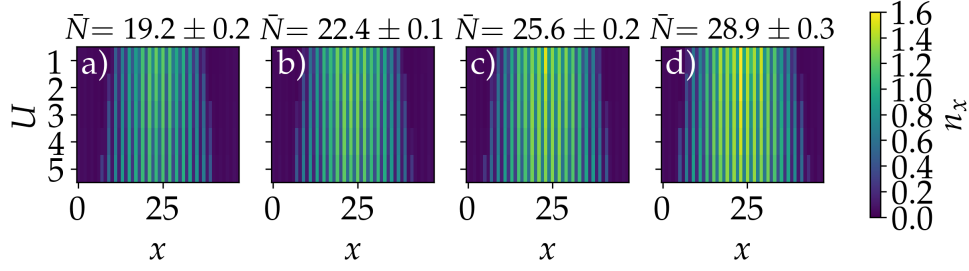 N̄= 19.2 ± 0.2 N̄= 22.4 ± 0.1 N̄= 25.6 ± 0.2 N̄= 28.9 ± 0.3
a) b) c) d)
U
1
2
3
4
5
0 25 0 25 0 25 0 25
x x x x
1.6
1.4
1.2
1.0
0.8
0.6
0.4
0.2
0.0
n_x